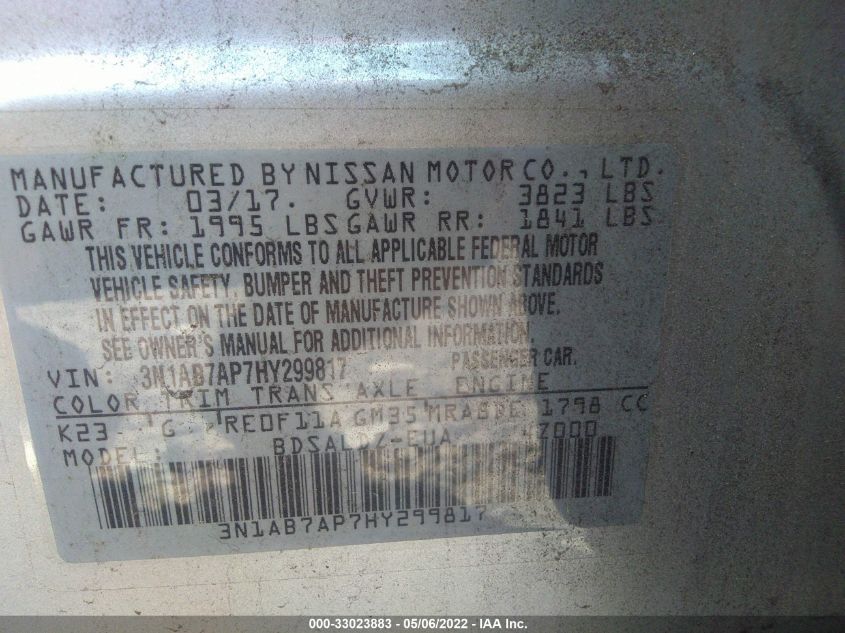 MANUFACTURED BY NISSAN MOTOR CO., LTD.
DATE: 03/17. GVWR: 3823 LBS
GAWR FR: 1995 LBS GAWR RR: 1841 LBS
THIS VEHICLE CONFORMS TO ALL APPLICABLE FEDERAL MOTOR
VEHICLE SAFETY, BUMPER AND THEFT PREVENTION STANDARDS
IN EFFECT ON THE DATE OF MANUFACTURE SHOWN ABOVE.
SEE OWNER'S MANUAL FOR ADDITIONAL INFORMATION.
VIN: 3N1AB7AP7HY299817 PASSENGER CAR.
COLOR TRIM TRANS AXLE ENGINE
K23 G RE0F11A GM35 1798 CC
MODEL:
3N1AB7AP7HY299817
000-33023883 - 05/06/2022 - IAA Inc.